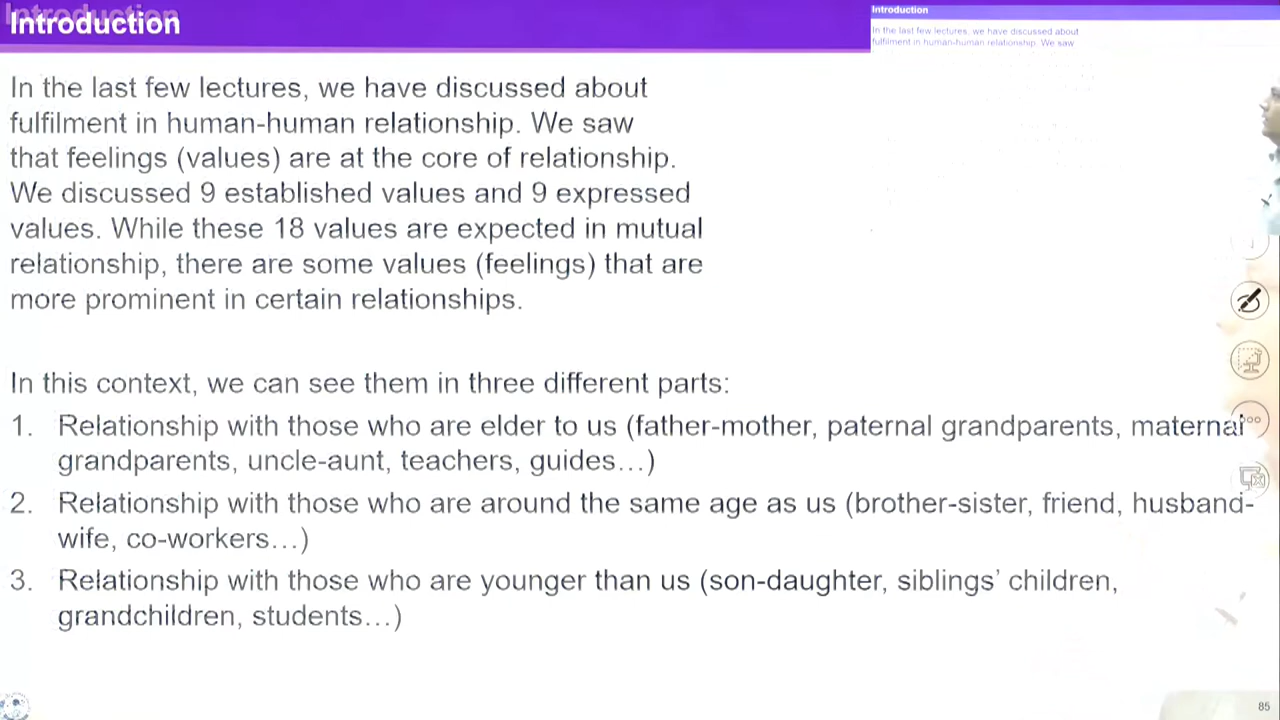 Introduction
Introduction
Introduction
In the last few lectures, we have discussed about
fulfilment in human-human relationship. We saw
In the last few lectures, we have discussed about
fulfilment in human-human relationship. We saw
that feelings (values) are at the core of relationship.
We discussed 9 established values and 9 expressed
values. While these 18 values are expected in mutual
relationship, there are some values (feelings) that are
more prominent in certain relationships.
In this context, we can see them in three different parts:
1. Relationship with those who are elder to us (father-mother, paternal grandparents, maternal
grandparents, uncle-aunt, teachers, guides...)
2. Relationship with those who are around the same age as us (brother-sister, friend, husband-
wife, co-workers...)
3. Relationship with those who are younger than us (son-daughter, siblings' children,
grandchildren, students...)
85